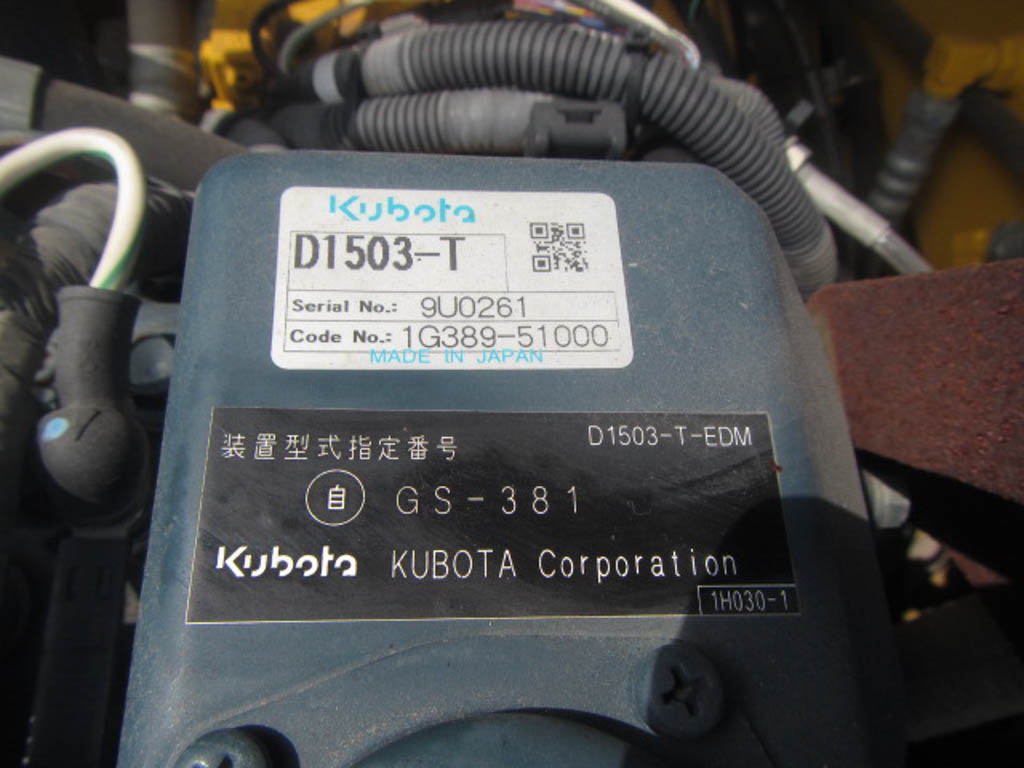 Kubota
D1503-T
Serial No.: 9U0261
Code No.: 1G389-51000
MADE IN JAPAN
装置型式指定番号 D1503-T-EDM
自 GS-381
Kubota KUBOTA Corporation
1H030-1